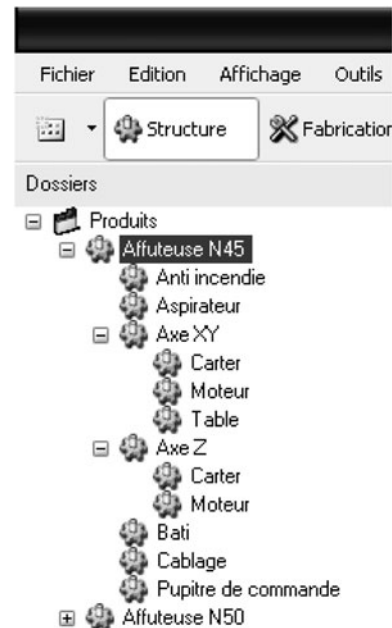 Fichier Edition Affichage Outils
Structure Fabrication
Dossiers
Produits
Affuteuse N45
Anti incendie
Aspirateur
Axe XY
Carter
Moteur
Table
Axe Z
Carter
Moteur
Bati
Cablage
Pupitre de commande
Affuteuse N50